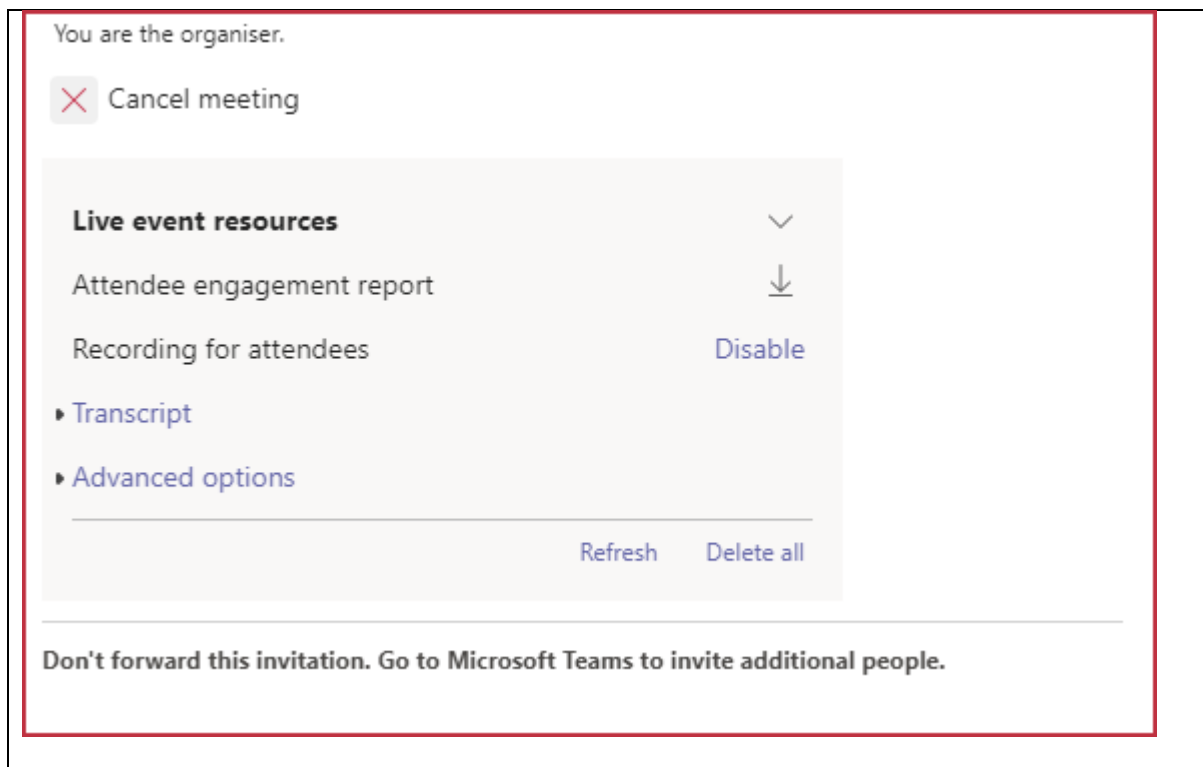 You are the organiser.
Cancel meeting
Live event resources
Attendee engagement report
Recording for attendees Disable
Transcript
Advanced options
Refresh Delete all
Don't forward this invitation. Go to Microsoft Teams to invite additional people.